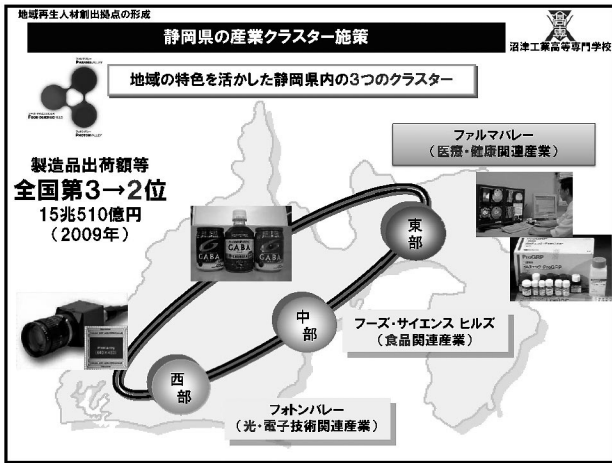 地域再生人材創出拠点の形成
静岡県の産業クラスター施策
沼津工業高等専門学校
地域の特色を活かした静岡県内の3つのクラスター
ファルマバレー
（医療・健康関連産業）
製造品出荷額等
全国第3→2位
15兆510億円
（2009年）
東部
GABA
GABA
GABA
ProGRP
中部
フーズ・サイエンス ヒルズ
（食品関連産業）
西部
フォトンバレー
（光・電子技術関連産業）